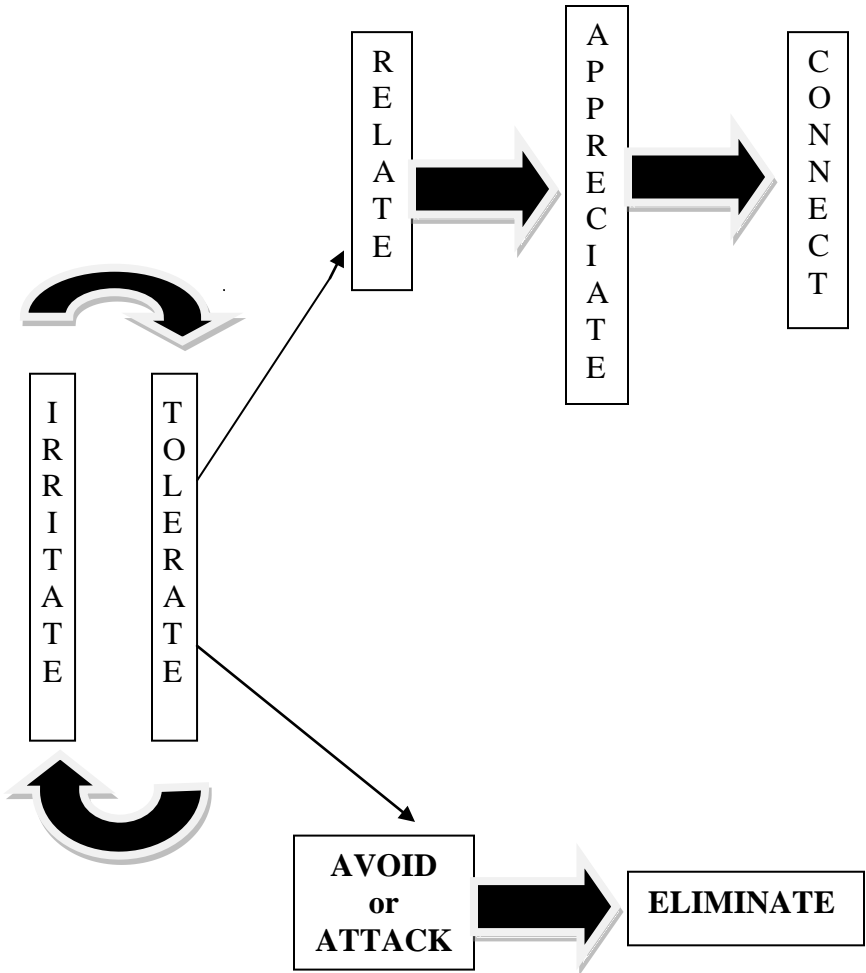 IRRITATE
TOLERATE
RELATE
APPRECIATE
CONNECT
AVOID
or
ATTACK
ELIMINATE